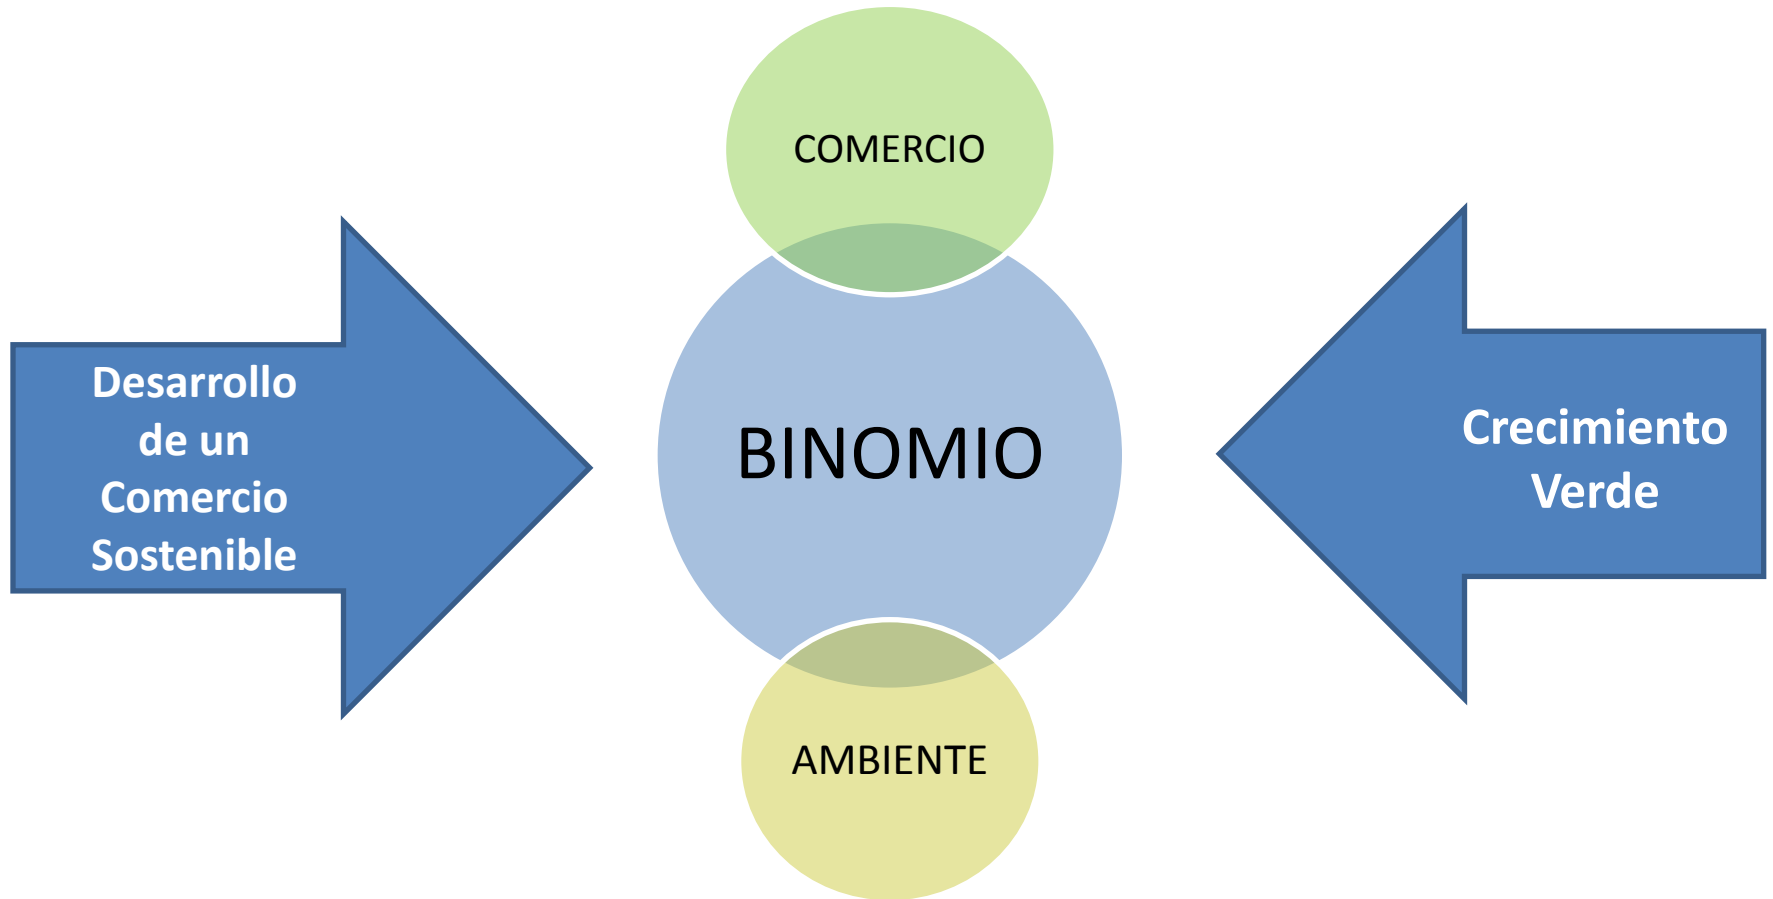 COMERCIO
Desarrollo
de un
Comercio
Sostenible
BINOMIO
Crecimiento
Verde
AMBIENTE